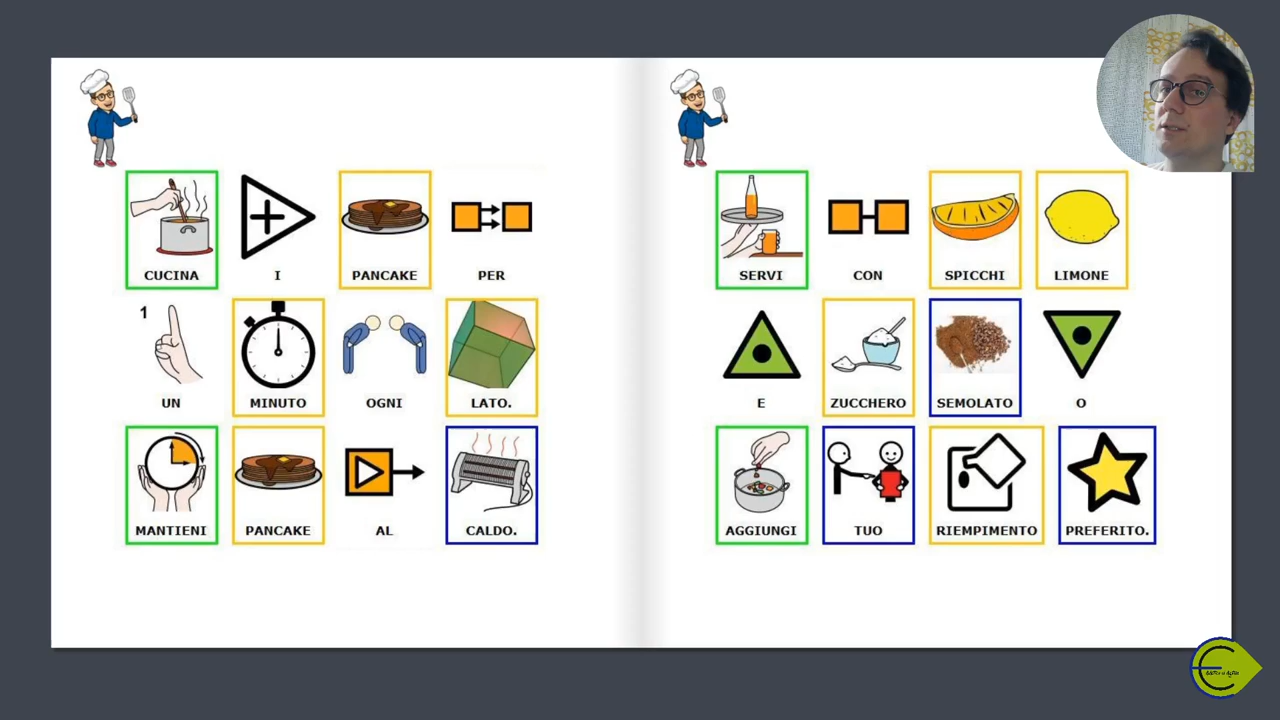 CUCINA I PANCAKE PER
1
UN MINUTO OGNI LATO.
MANTIENI PANCAKE AL CALDO.
SERVI CON SPICCHI LIMONE
E ZUCCHERO SEMOLATO O
AGGIUNGI TUO RIEMPIMENTO PREFERITO.